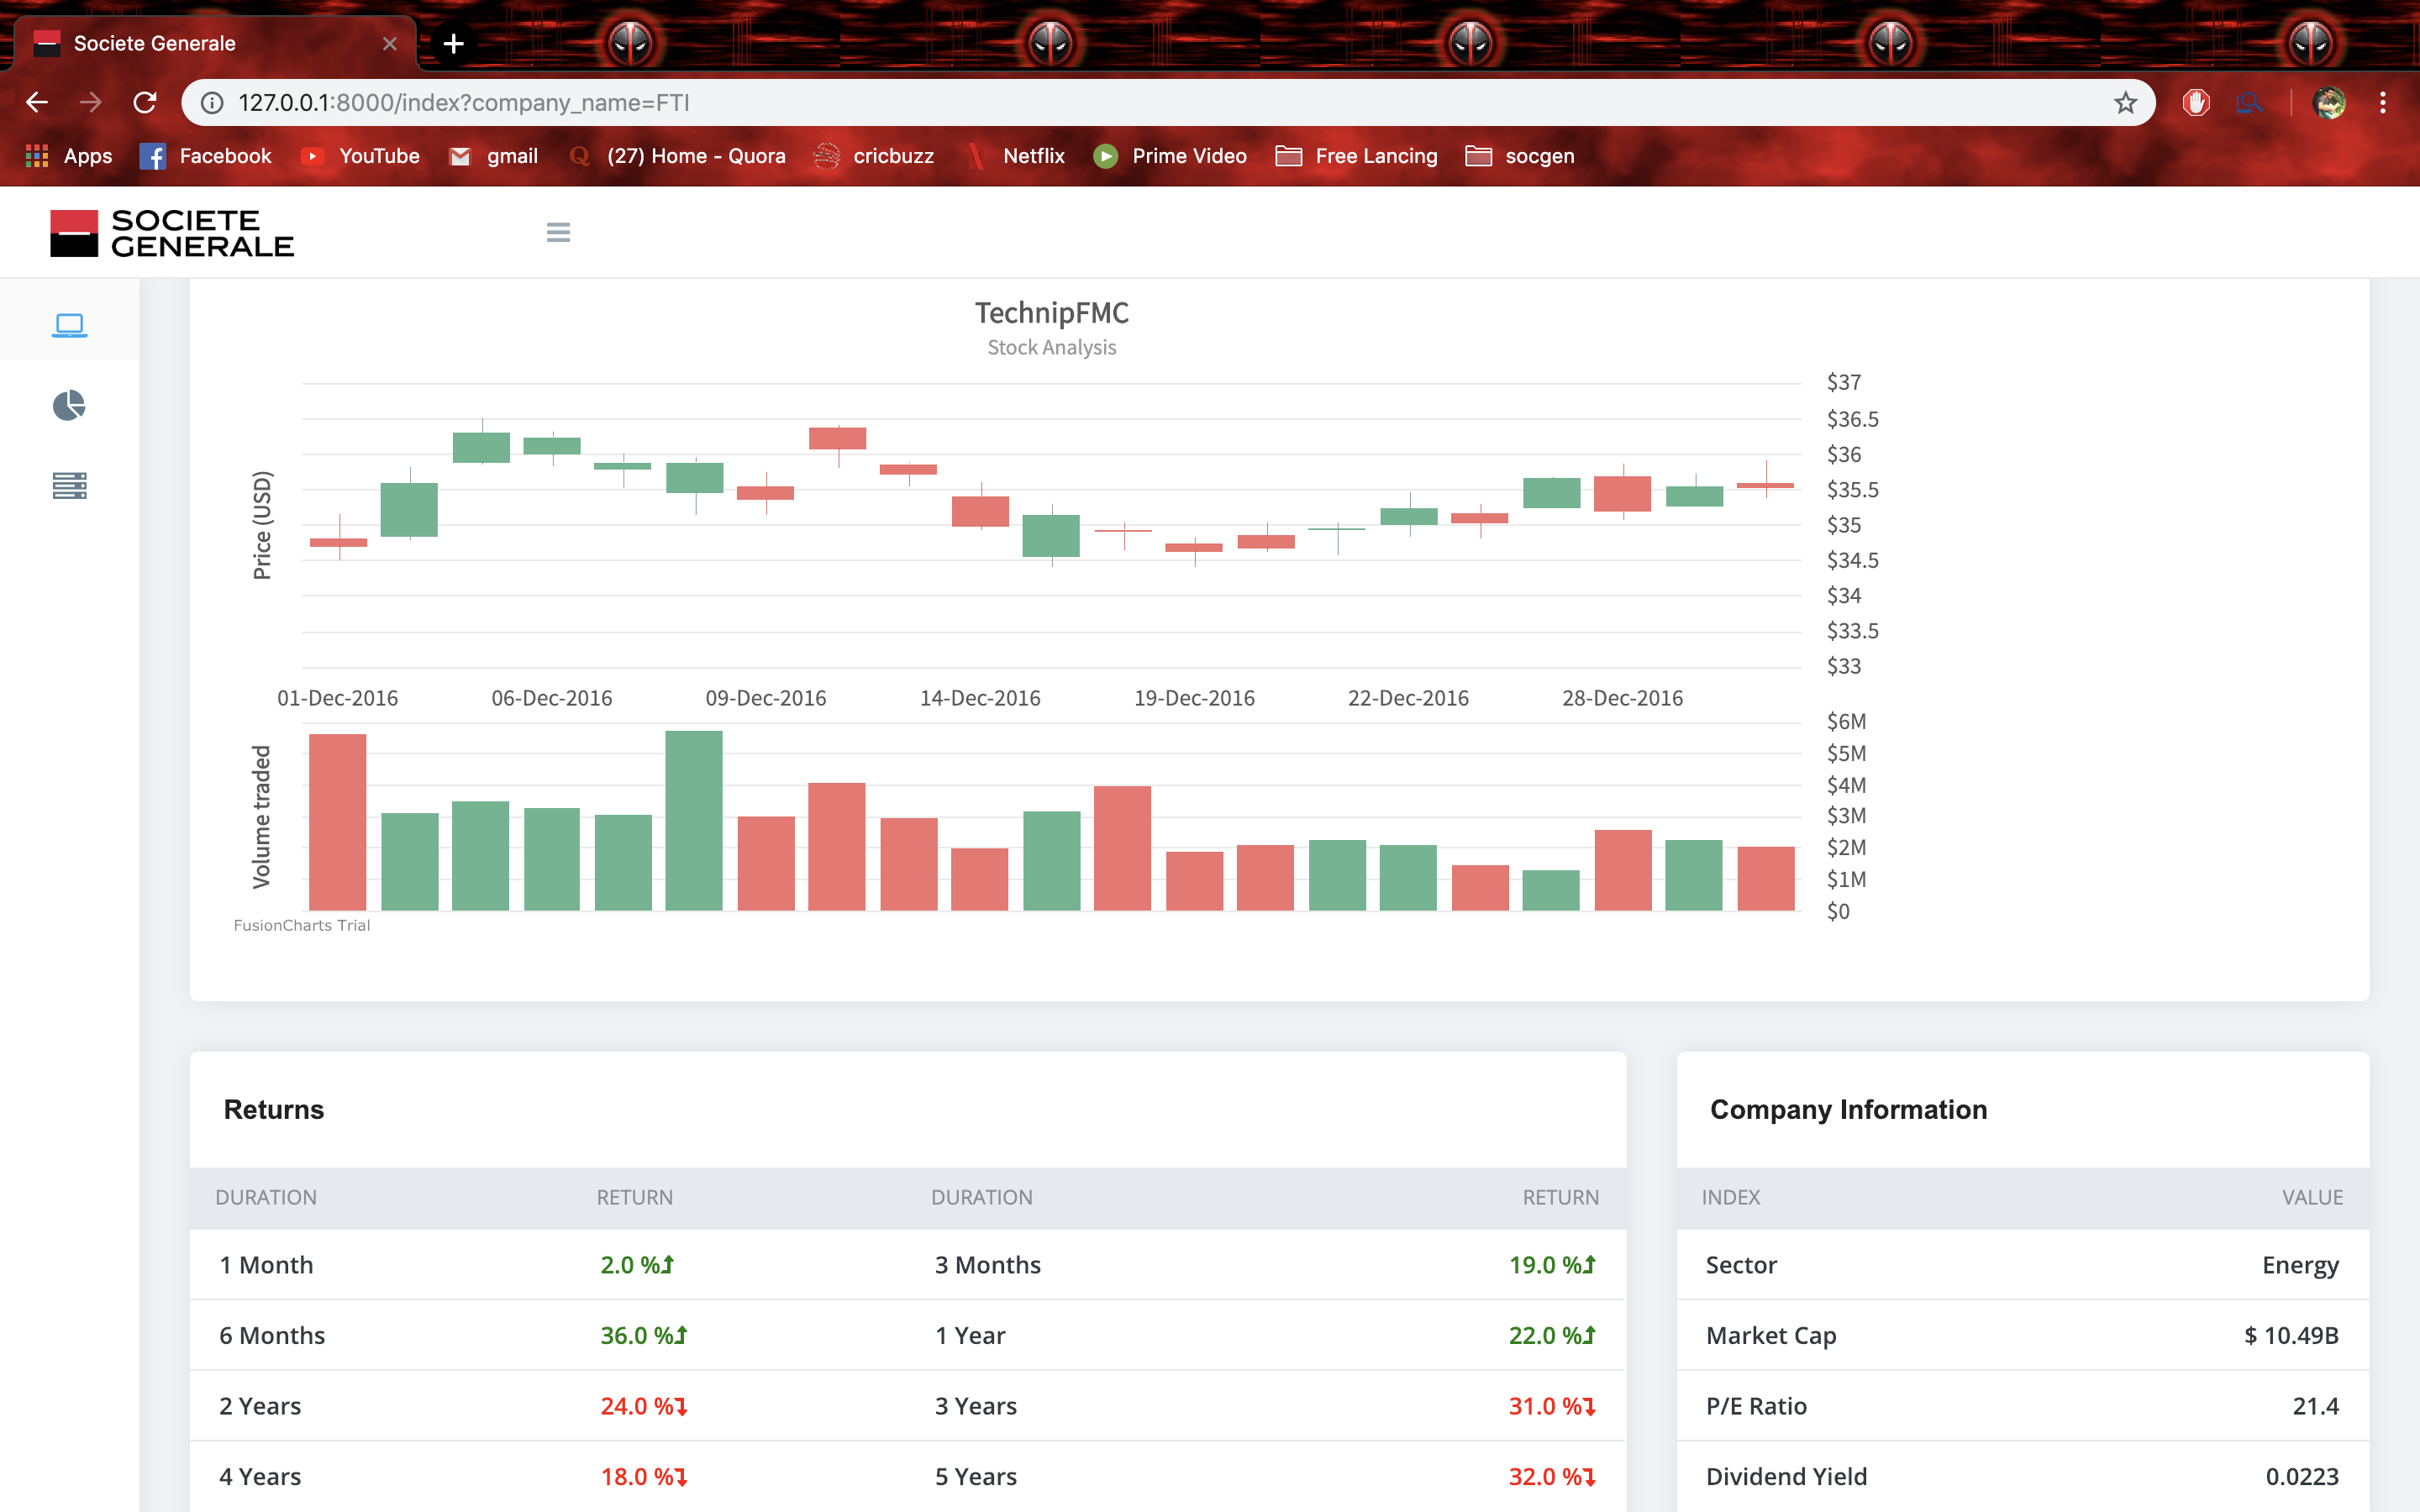 Societe Generale
127.0.0.1:8000/index?company_name=FTI
Apps Facebook YouTube gmail (27) Home - Quora cricbuzz Netflix Prime Video Free Lancing socgen
SOCIETE
GENERALE
TechnipFMC
Stock Analysis
Price (USD)
$37
$36.5
$36
$35.5
$35
$34.5
$34
$33.5
$33
01-Dec-2016 06-Dec-2016 09-Dec-2016 14-Dec-2016 19-Dec-2016 22-Dec-2016 28-Dec-2016
Volume traded
$6M
$5M
$4M
$3M
$2M
$1M
$0
FusionCharts Trial
Returns
DURATION RETURN DURATION RETURN
1 Month 2.0 % 3 Months 19.0 %
6 Months 36.0 % 1 Year 22.0 %
2 Years 24.0 % 3 Years 31.0 %
4 Years 18.0 % 5 Years 32.0 %
Company Information
INDEX VALUE
Sector Energy
Market Cap $ 10.49B
P/E Ratio 21.4
Dividend Yield 0.0223